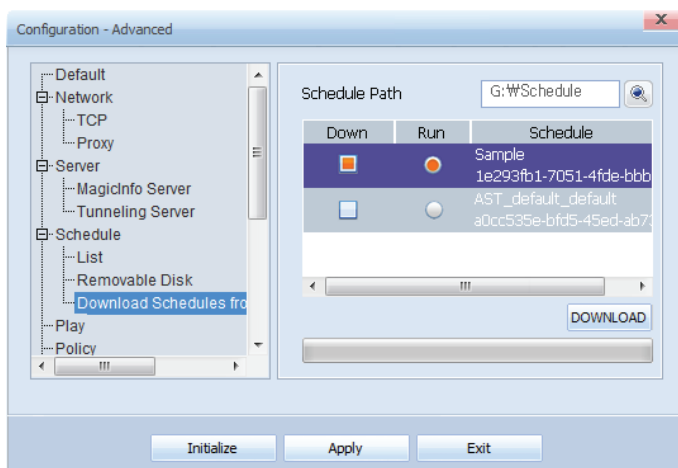 Configuration - Advanced
Default
Network
TCP
Proxy
Server
MagicInfo Server
Tunneling Server
Schedule
List
Removable Disk
Download Schedules fro
Play
Policy
Schedule Path
G:₩Schedule
Down Run Schedule
Sample
1e293fb1-7051-4fde-bbb
AST_default_default
a0cc535e-bfd5-45ed-ab73
DOWNLOAD
Initialize Apply Exit